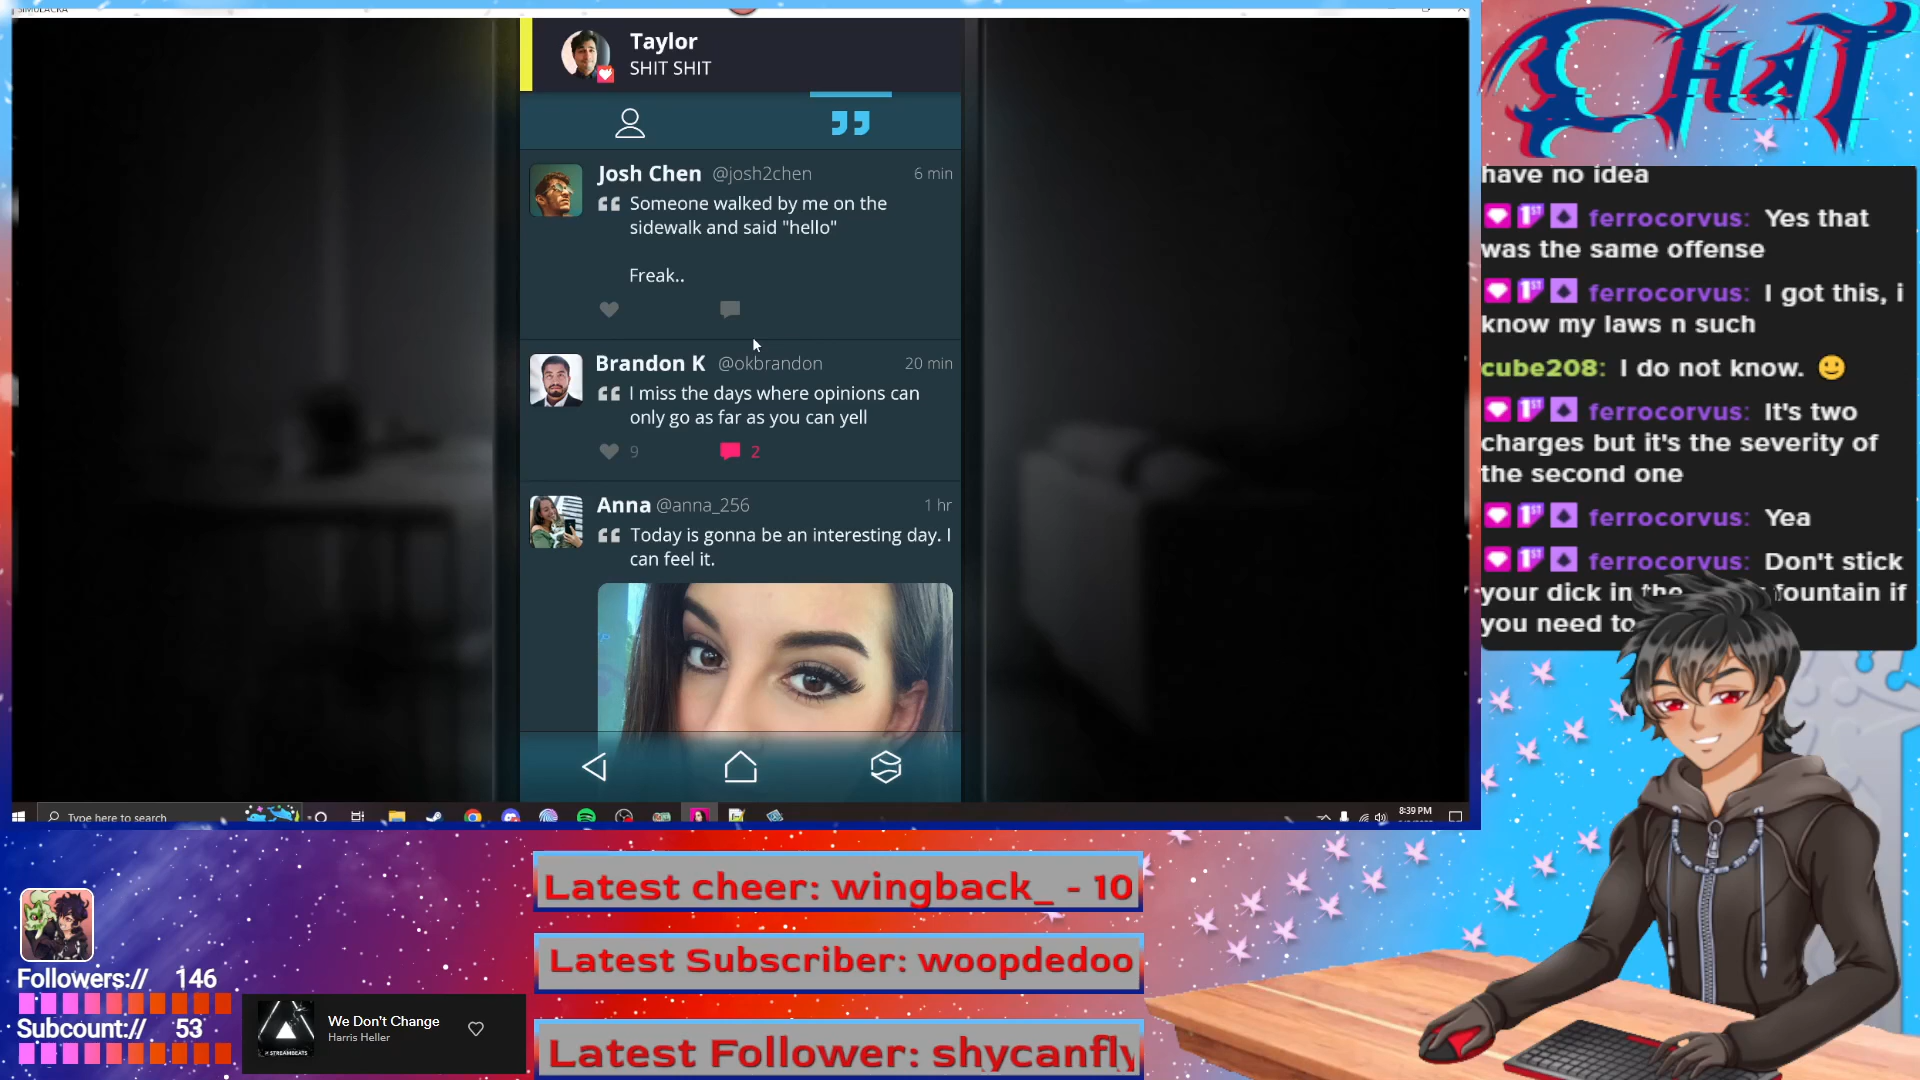 SIMULACRA
Taylor
SHIT SHIT
Josh Chen @josh2chen 6 min
Someone walked by me on the
sidewalk and said "hello"
Freak..
Brandon K @okbrandon 20 min
I miss the days where opinions can
only go as far as you can yell
9 2
Anna @anna_256 1 hr
Today is gonna be an interesting day. I
can feel it.
Type here to search
8:39 PM
CHAT
have no idea
ferrocorvus: Yes that
was the same offense
ferrocorvus: I got this, i
know my laws n such
cube208: I do not know.
ferrocorvus: It's two
charges but it's the severity of
the second one
ferrocorvus: Yea
ferrocorvus: Don't stick
your dick in the fountain if
you need to
Latest cheer: wingback_ - 10
Latest Subscriber: woopdedoo
Latest Follower: shycanfly
Followers:// 146
Subcount:// 53
STREAMBEATS
We Don't Change
Harris Heller